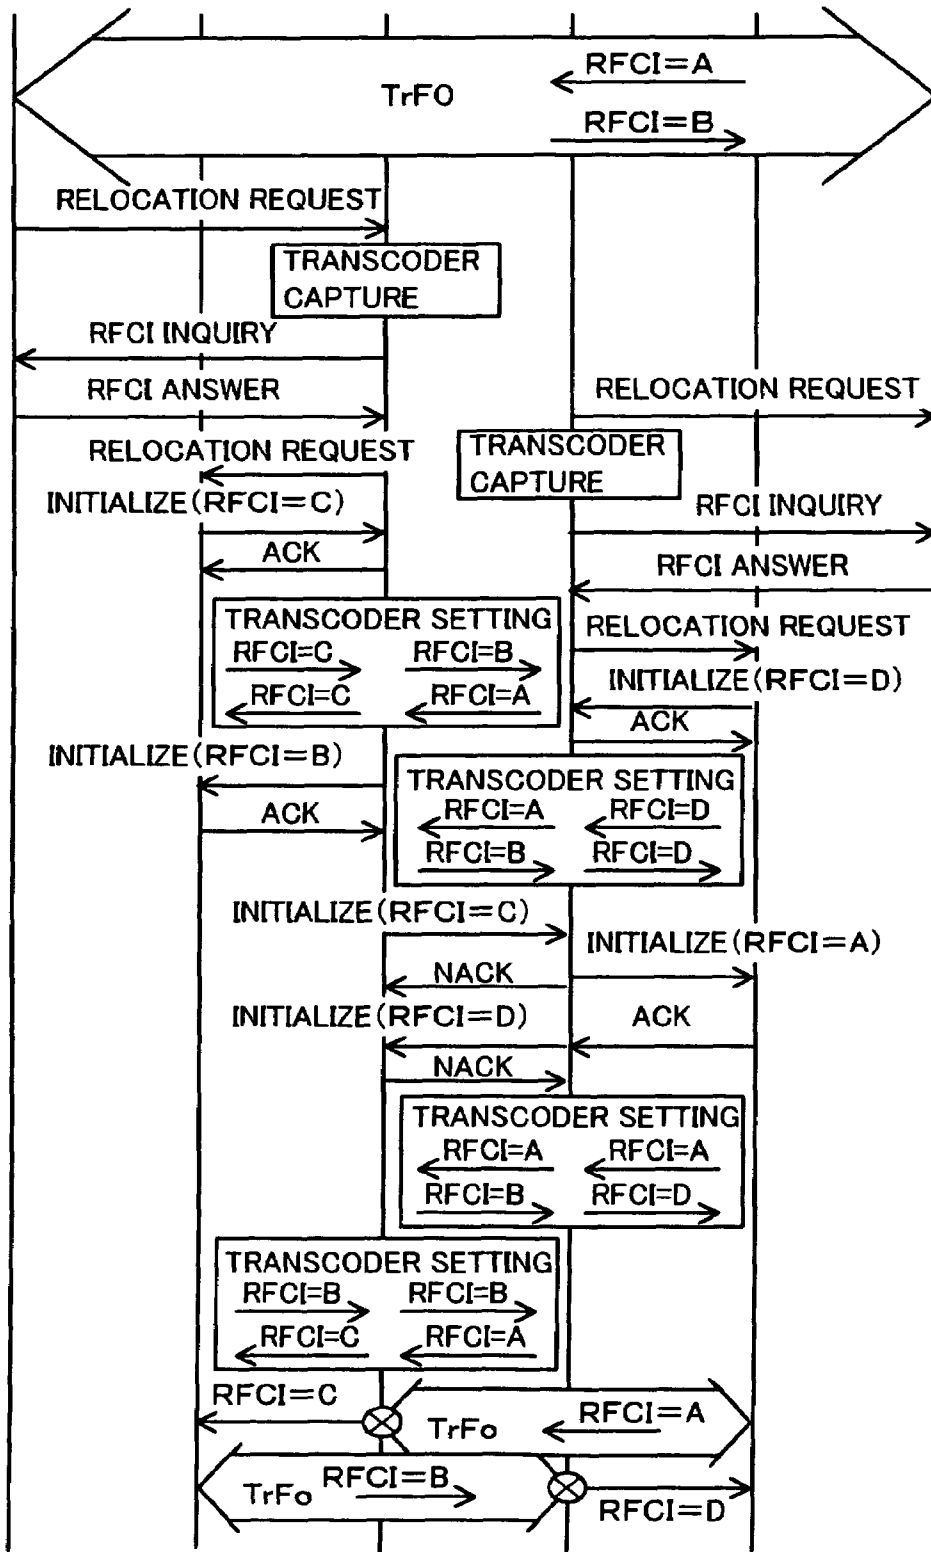 RFCI=A
TrFO
RFCI=B
RELOCATION REQUEST
TRANSCODER
CAPTURE
RFCI INQUIRY
RFCI ANSWER
RELOCATION REQUEST
RELOCATION REQUEST
TRANSCODER
CAPTURE
INITIALIZE(RFCI=C)
RFCI INQUIRY
ACK
RFCI ANSWER
TRANSCODER SETTING
RFCI=C RFCI=B
RFCI=C RFCI=A
RELOCATION REQUEST
INITIALIZE(RFCI=D)
ACK
INITIALIZE(RFCI=B)
ACK
TRANSCODER SETTING
RFCI=A RFCI=D
RFCI=B RFCI=D
INITIALIZE(RFCI=C)
INITIALIZE(RFCI=A)
NACK
INITIALIZE(RFCI=D)
ACK
NACK
TRANSCODER SETTING
RFCI=A RFCI=A
RFCI=B RFCI=D
TRANSCODER SETTING
RFCI=B RFCI=B
RFCI=C RFCI=A
RFCI=C
TrFo
RFCI=A
TrFo
RFCI=B
RFCI=D